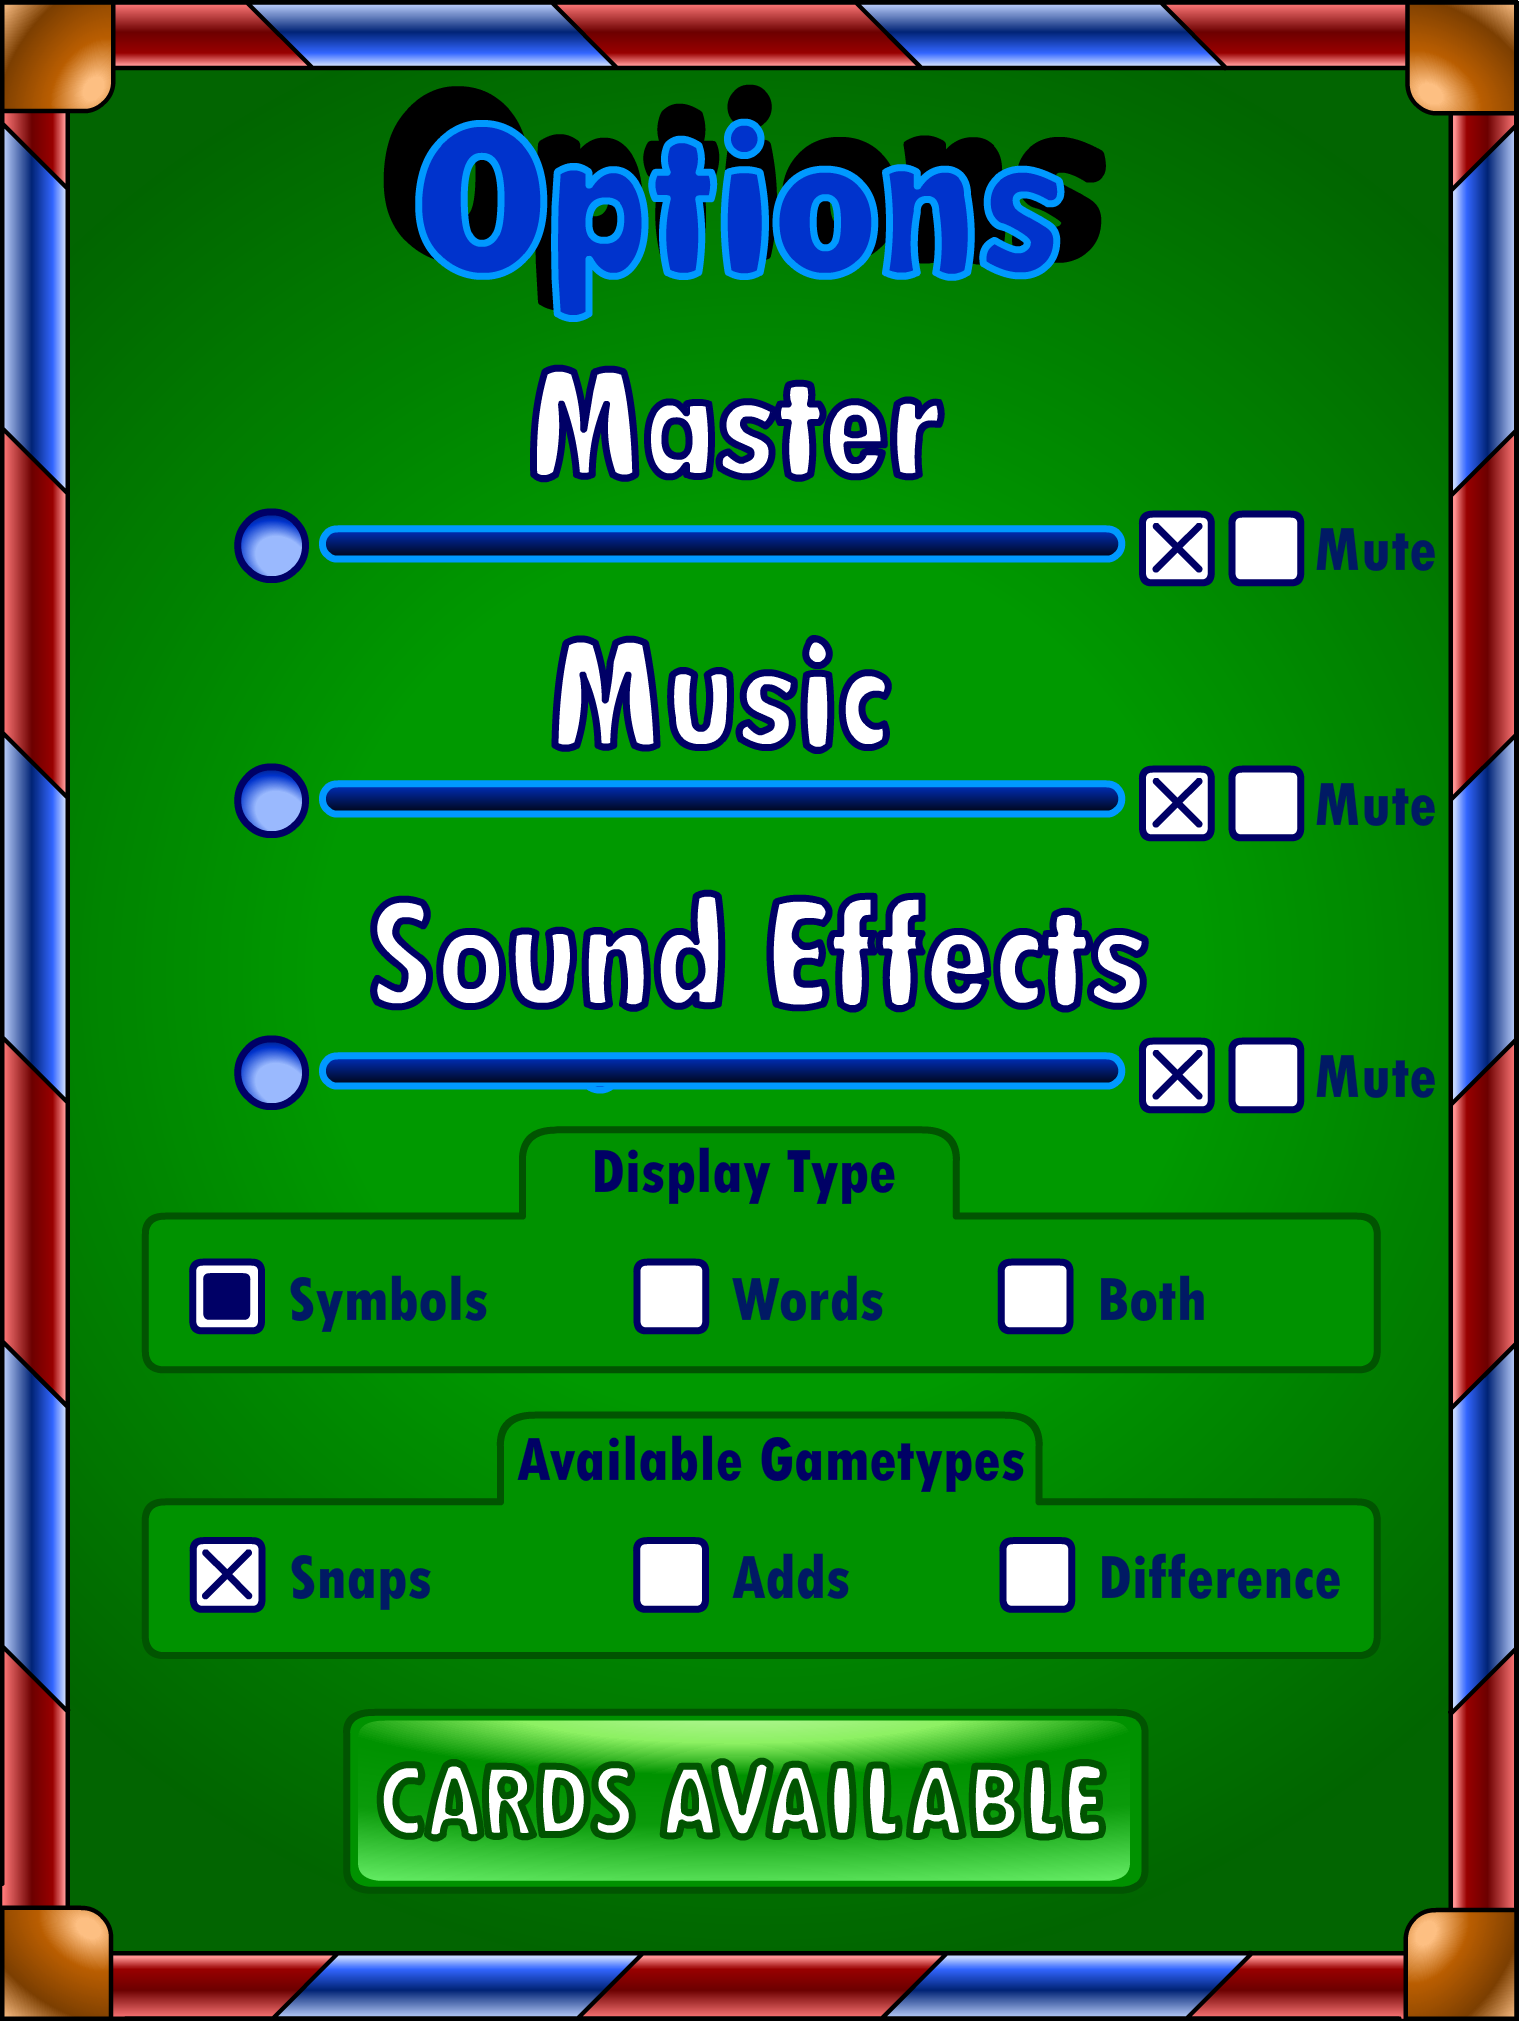 Options
Master
Mute
Music
Mute
Sound Effects
Mute
Display Type
Symbols Words Both
Available Gametypes
Snaps Adds Difference
CARDS AVAILABLE